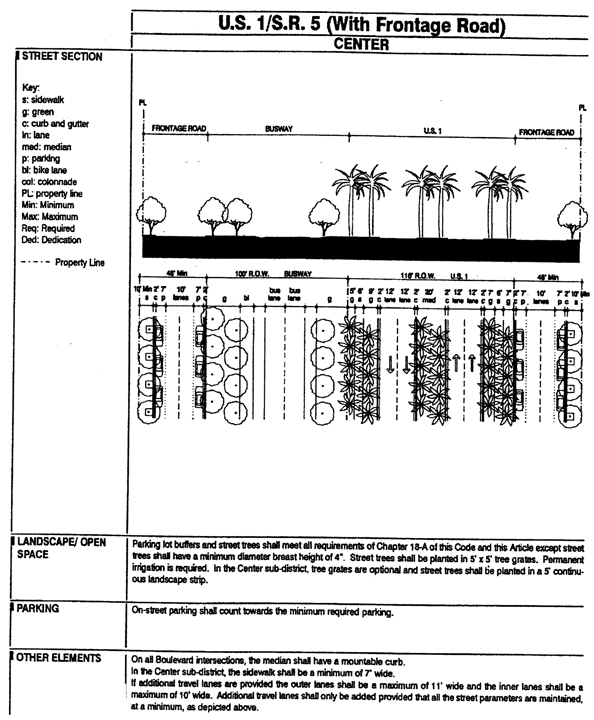 U.S. 1/S.R. 5 (With Frontage Road)
CENTER
STREET SECTION
Key:
s: sidewalk
g: green
c: curb and gutter
ln: lane
med: median
p: parking
bl: bike lane
col: colonnade
PL: property line
Min: Minimum
Max: Maximum
Req: Required
Ded: Dedication
Property Line
PL PL
FRONTAGE ROAD BUSWAY U.S. 1 FRONTAGE ROAD
48' Min 100' R.O.W. BUSWAY 116' R.O.W. U.S. 1 48' Min
10' Min 2' 7' 10' 7' 2' bus bus 5' 6' 9' 2' 12' 12' 2' 20' 2' 12' 12' 2' 7' 6' 7' 2' 7' 10' 7' 2' 10' Min
s c p lanes p c g bl lane lane g g s g c lane lane c med c lane lane c g s g c p lanes p c s
LANDSCAPE/ OPEN
SPACE
Parking lot buffers and street trees shall meet all requirements of Chapter 18-A of this Code and this Article except street
trees shall have a minimum diameter breast height of 4". Street trees shall be planted in 5' x 5' tree grates. Permanent
irrigation is required. In the Center sub-district, tree grates are optional and street trees shall be planted in a 5' continu-
ous landscape strip.
PARKING
On-street parking shall count towards the minimum required parking.
OTHER ELEMENTS
On all Boulevard intersections, the median shall have a mountable curb.
In the Center sub-district, the sidewalk shall be a minimum of 7' wide.
If additional travel lanes are provided the outer lanes shall be a maximum of 11' wide and the inner lanes shall be a
maximum of 10' wide. Additional travel lanes shall only be added provided that all the street parameters are maintained,
at a minimum, as depicted above.